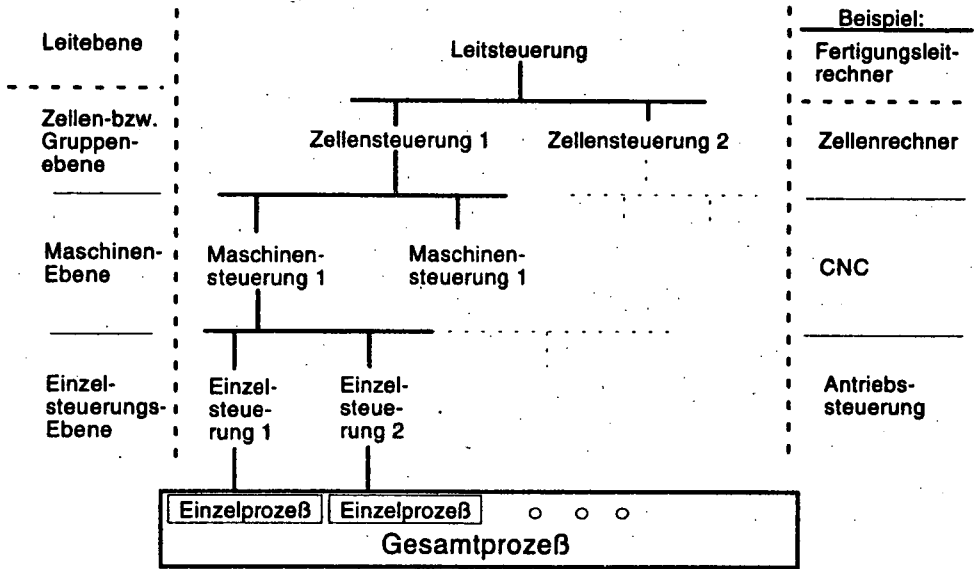 Beispiel:
Leitebene
Leitsteuerung
Fertigungsleit-
rechner
Zellen-bzw.
Gruppen-
ebene
Zellensteuerung 1
Zellensteuerung 2
Zellenrechner
Maschinen-
Ebene
Maschinen-
steuerung 1
Maschinen-
steuerung 1
CNC
Einzel-
steuerungs-
Ebene
Einzel-
steue-
rung 1
Einzel-
steue-
rung 2
Antriebs-
steuerung
Einzelprozeß
Einzelprozeß
Gesamtprozeß